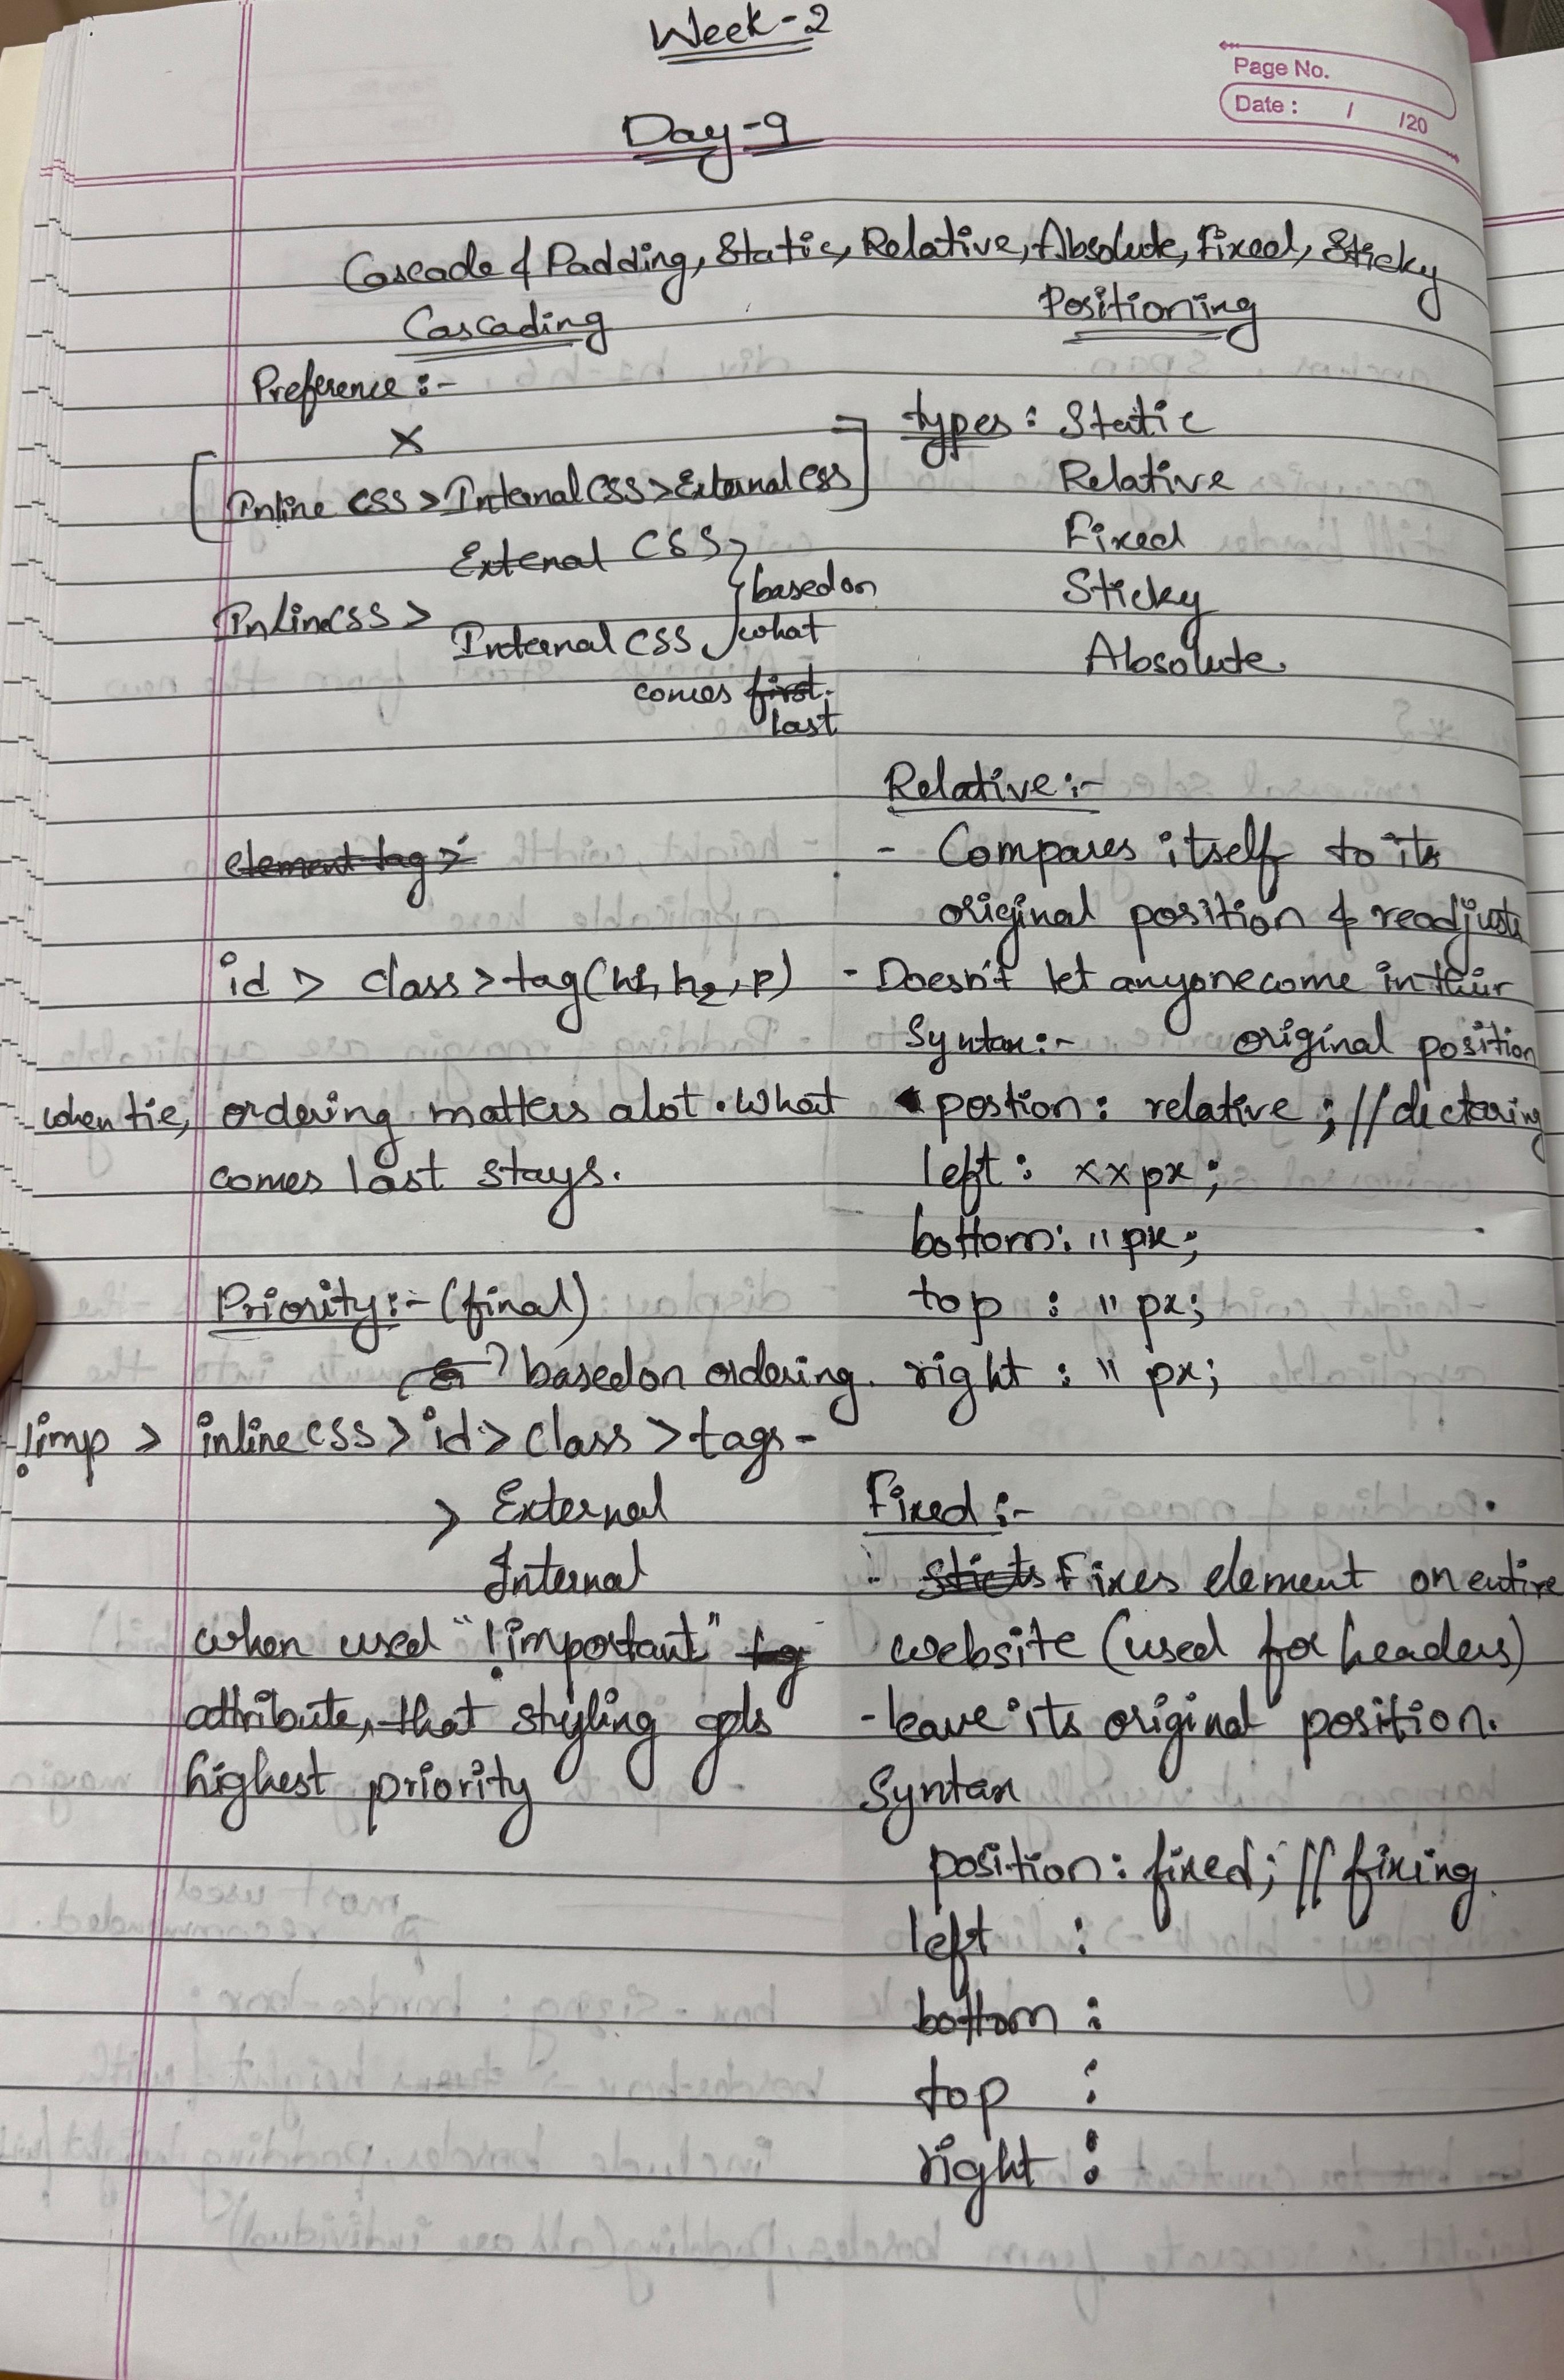 Week-2
Page No.
Date : / /20
Day-9
Cascade & Padding, Static, Relative, Absolute, Fixed, Sticky
Cascading
Preference :-
X
[Inline CSS > Internal CSS > External CSS]
External CSS
Inline CSS >
Internal CSS
} based on
what
comes first.
last
element tag >
id > class > tag (h1, h2, p)
when tie, ordering matters alot. What
comes last stays.
Priority :- (final)
based on ordering.
!imp > inline CSS > id > class > tags -
> External
Internal
when used "!important" tag
attribute, that styling gets
highest priority
Positioning
types : Static
Relative
Fixed
Sticky
Absolute.
Relative :-
- Compares itself to its
original position & readjusts
- Doesn't let anyone come in their
original position
Syntax :-
postion : relative ; // declaring
left : xx px ;
bottom : " px ;
top : " px ;
right : " px ;
Fixed :-
Fixes element on entire
website (used for headers)
- leave its original position.
Syntax
position : fixed ; // fixing.
left :
bottom :
top :
right :